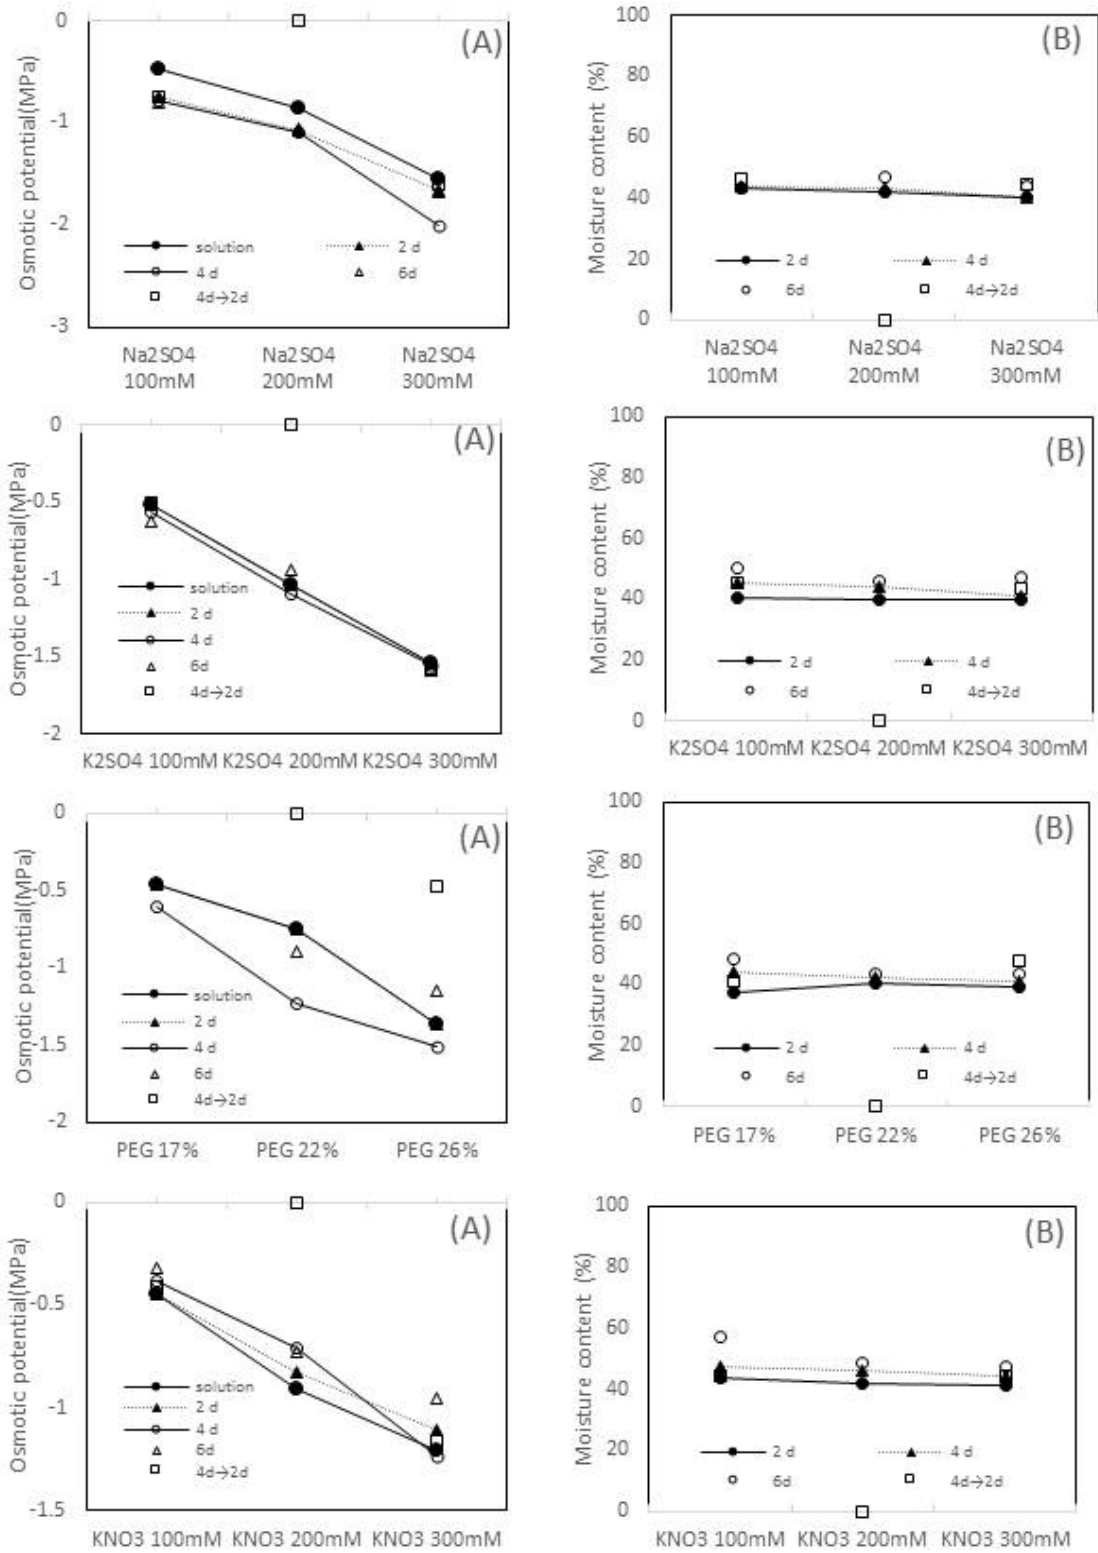 (A)
Osmotic potential(MPa)
0
-1
-2
-3
solution
2 d
4 d
6d
4d→2d
Na2SO4 100mM
Na2SO4 200mM
Na2SO4 300mM
(B)
Moisture content (%)
100
80
60
40
20
0
2 d
4 d
6d
4d→2d
Na2SO4 100mM
Na2SO4 200mM
Na2SO4 300mM
(A)
Osmotic potential(MPa)
0
-0.5
-1
-1.5
-2
solution
2 d
4 d
6d
4d→2d
K2SO4 100mM K2SO4 200mM K2SO4 300mM
(B)
Moisture content (%)
100
80
60
40
20
0
2 d
4 d
6d
4d→2d
K2SO4 100mM K2SO4 200mM K2SO4 300mM
(A)
Osmotic potential(MPa)
0
-0.5
-1
-1.5
-2
solution
2 d
4 d
6d
4d→2d
PEG 17% PEG 22% PEG 26%
(B)
Moisture content (%)
100
80
60
40
20
0
2 d
4 d
6d
4d→2d
PEG 17% PEG 22% PEG 26%
(A)
Osmotic potential(MPa)
0
-0.5
-1
-1.5
solution
2 d
4 d
6d
4d→2d
KNO3 100mM KNO3 200mM KNO3 300mM
(B)
Moisture content (%)
100
80
60
40
20
0
2 d
4 d
6d
4d→2d
KNO3 100mM KNO3 200mM KNO3 300mM